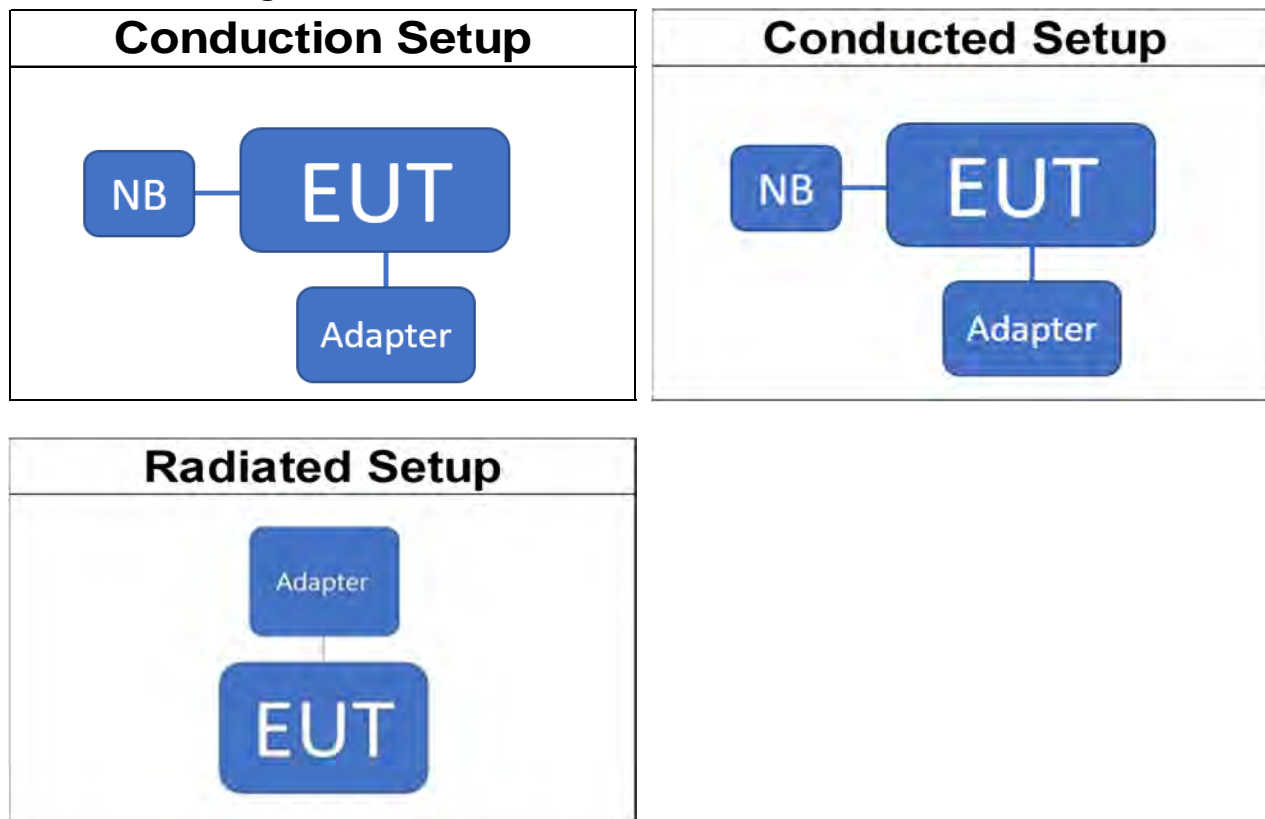 Conduction Setup
NB
EUT
Adapter
Conducted Setup
NB
EUT
Adapter
Radiated Setup
Adapter
EUT